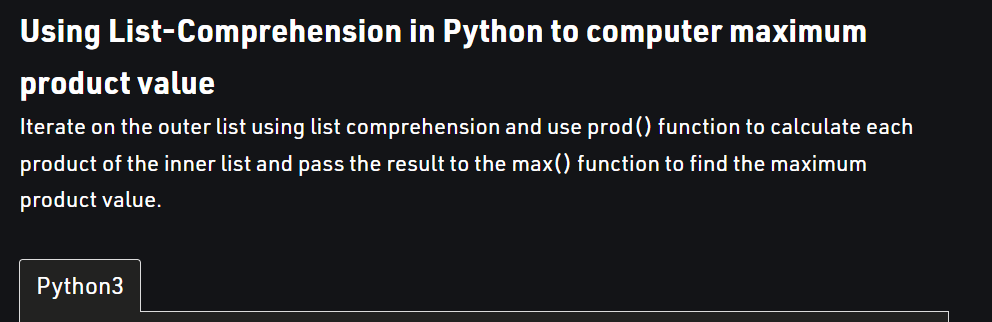 Using List-Comprehension in Python to computer maximum
product value
Iterate on the outer list using list comprehension and use prod() function to calculate each
product of the inner list and pass the result to the max() function to find the maximum
product value.
Python3